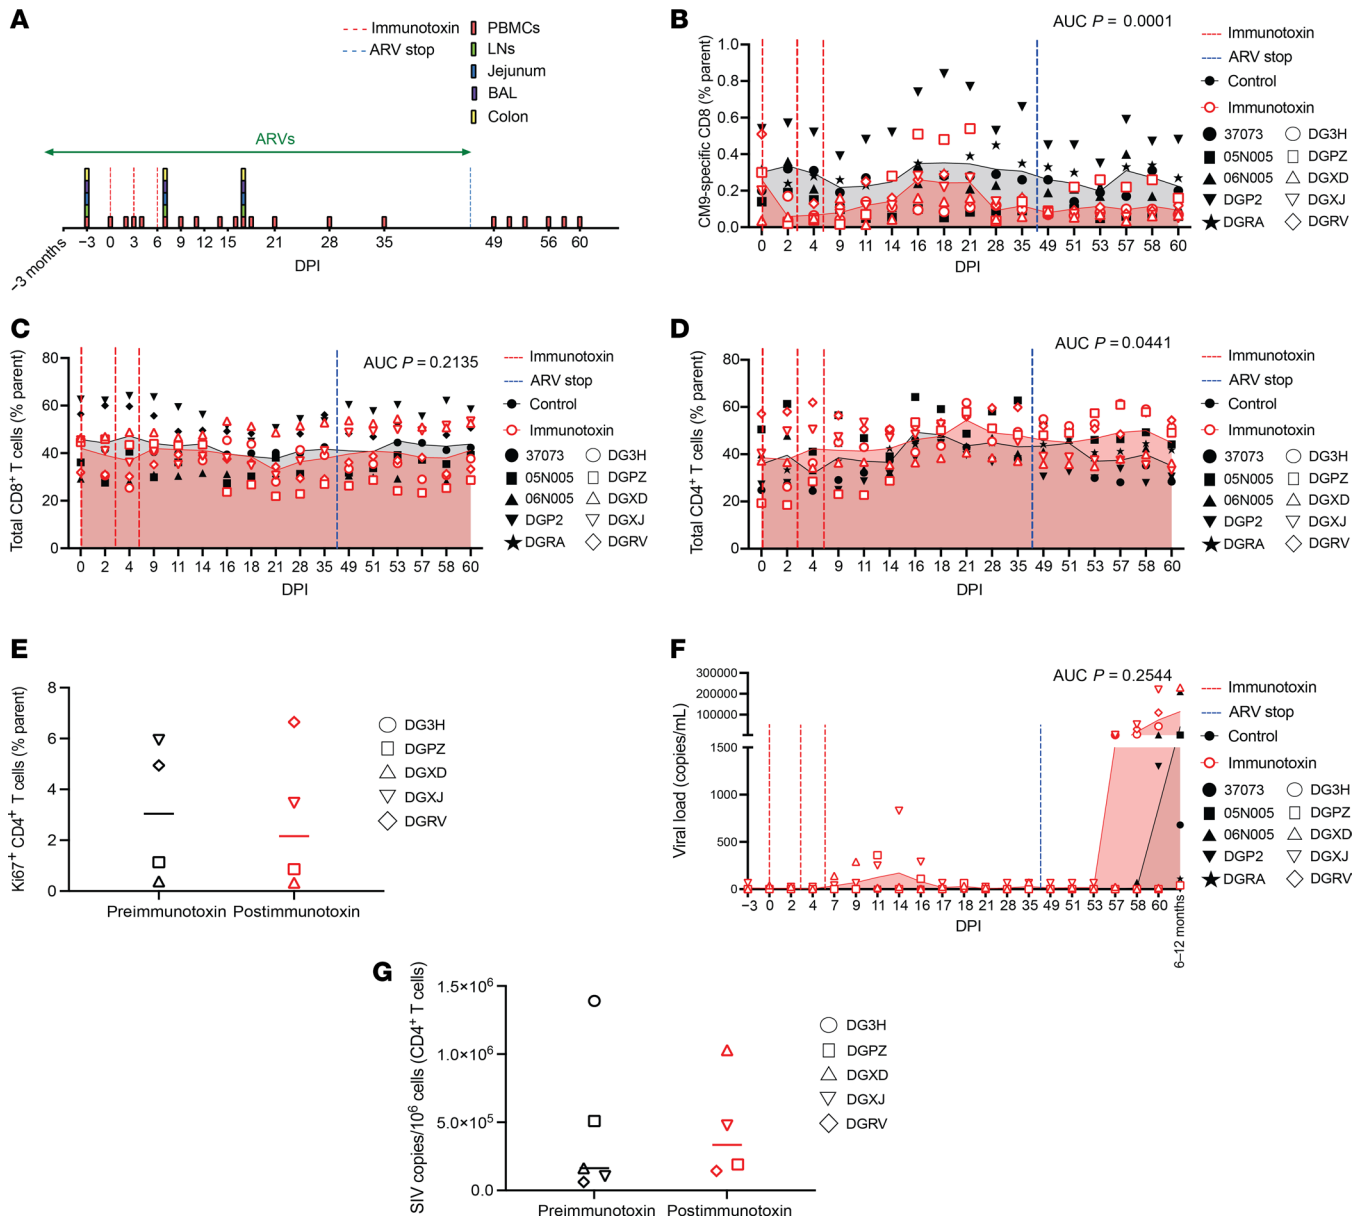 A
Immunotoxin
ARV stop
PBMCs
LNs
Jejunum
BAL
Colon
ARVs
~3 months
−3 0 3 6 9 12 15 21 28 35 49 56 60
DPI
B
AUC P = 0.0001
CM9-specific CD8 (% parent)
1.0
0.8
0.6
0.4
0.2
0.0
0 2 4 9 11 14 16 18 21 28 35 49 51 53 57 58 60
DPI
Immunotoxin
ARV stop
Control
Immunotoxin
37073 DG3H
05N005 DGPZ
06N005 DGXD
DGP2 DGXJ
DGRA DGRV
C
AUC P = 0.2135
Total CD8+ T cells (% parent)
80
60
40
20
0
0 2 4 9 11 14 16 18 21 28 35 49 51 53 57 58 60
DPI
Immunotoxin
ARV stop
Control
Immunotoxin
37073 DG3H
05N005 DGPZ
06N005 DGXD
DGP2 DGXJ
DGRA DGRV
D
AUC P = 0.0441
Total CD4+ T cells (% parent)
80
60
40
20
0
0 2 4 9 11 14 16 18 21 28 35 49 51 53 57 58 60
DPI
Immunotoxin
ARV stop
Control
Immunotoxin
37073 DG3H
05N005 DGPZ
06N005 DGXD
DGP2 DGXJ
DGRA DGRV
E
Ki67+ CD4+ T cells (% parent)
8
6
4
2
0
Preimmunotoxin Postimmunotoxin
DG3H
DGPZ
DGXD
DGXJ
DGRV
F
AUC P = 0.2544
Viral load (copies/mL)
300000
200000
100000
1500
1000
500
0
−3 0 2 4 7 9 11 14 16 17 18 21 28 35 49 51 53 57 58 60 6–12 months
DPI
Immunotoxin
ARV stop
Control
Immunotoxin
37073 DG3H
05N005 DGPZ
06N005 DGXD
DGP2 DGXJ
DGRA DGRV
G
SIV copies/10⁶ cells (CD4+ T cells)
1.5×10⁶
1.0×10⁶
5.0×10⁵
0.0
Preimmunotoxin Postimmunotoxin
DG3H
DGPZ
DGXD
DGXJ
DGRV